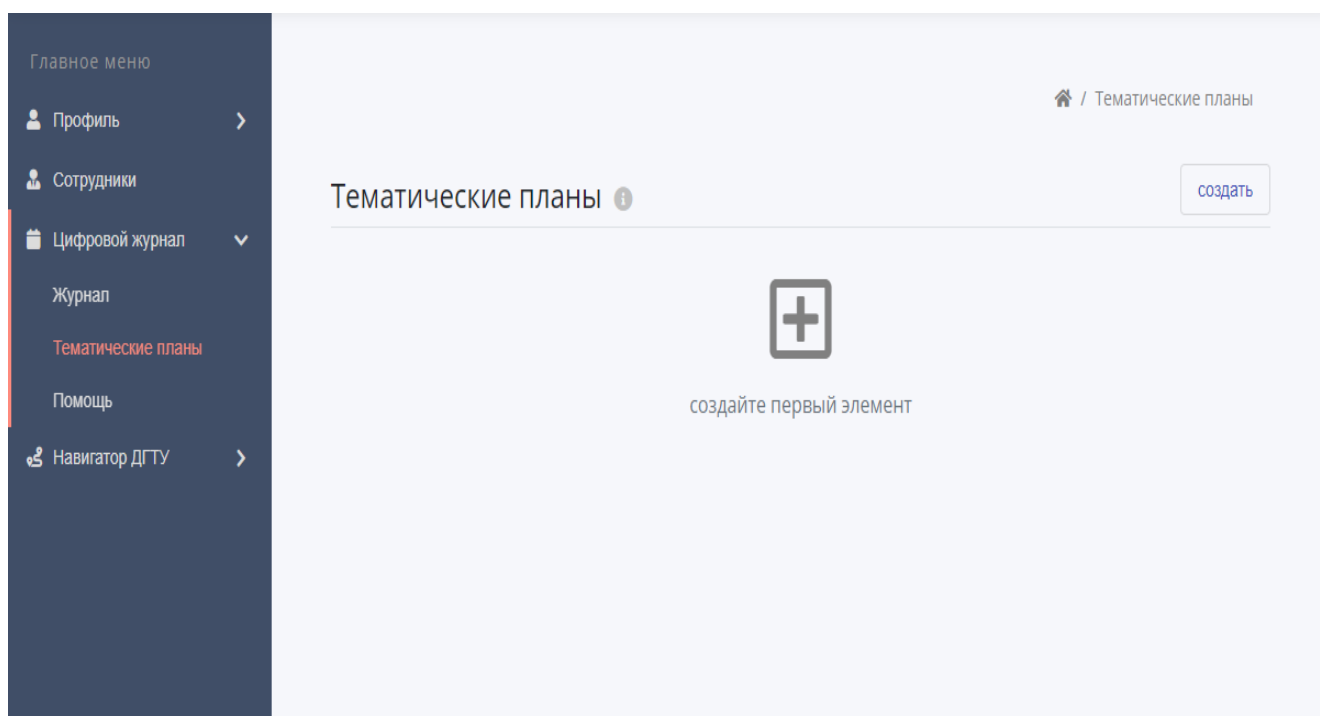 Главное меню
Профиль
Сотрудники
Цифровой журнал
Журнал
Тематические планы
Помощь
Навигатор ДГТУ
/ Тематические планы
Тематические планы
создать
создайте первый элемент